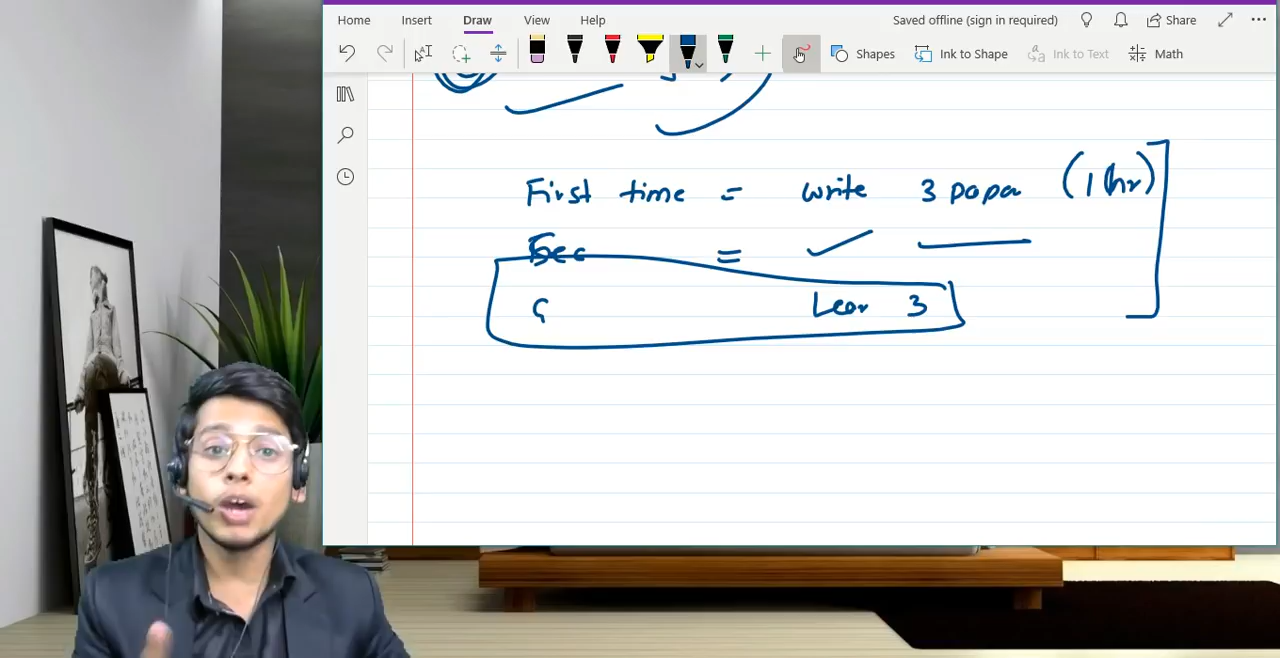 Home Insert Draw View Help Saved offline (sign in required) Share
Shapes Ink to Shape Ink to Text Math
First time = write 3 papa (1 hr)
Sec =
Lear 3